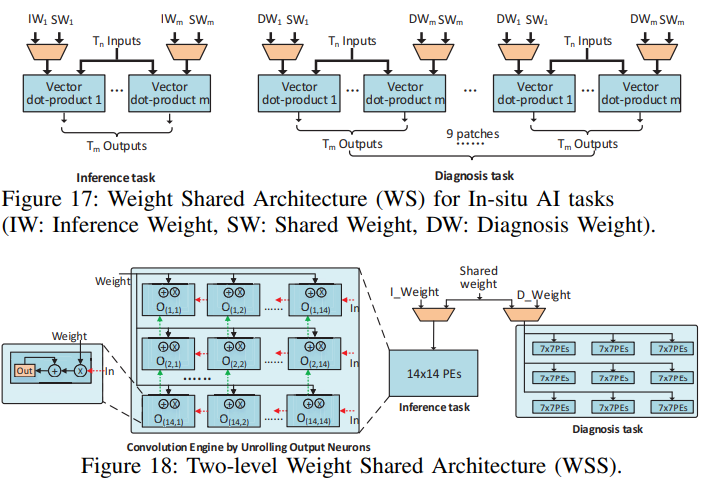 IW1 SW1 IWm SWm DW1 SW1 DWm SWm DW1 SW1 DWm SWm
Tn Inputs Tn Inputs Tn Inputs
Vector dot-product 1 ... Vector dot-product m Vector dot-product 1 ... Vector dot-product m ... Vector dot-product 1 ... Vector dot-product m
Tm Outputs Tm Outputs 9 patches ...... Tm Outputs
Inference task Diagnosis task
Figure 17: Weight Shared Architecture (WS) for In-situ AI tasks
(IW: Inference Weight, SW: Shared Weight, DW: Diagnosis Weight).
Weight
O(1,1) O(1,2) ...... O(1,14) In
O(2,1) O(2,2) ...... O(2,14) In
......
O(14,1) O(14,2) ...... O(14,14) In
Convolution Engine by Unrolling Output Neurons
Weight
Out + × In
Shared
weight
I_Weight D_Weight
14x14 PEs
Inference task
7x7PEs 7x7PEs 7x7PEs
7x7PEs 7x7PEs 7x7PEs
7x7PEs 7x7PEs 7x7PEs
Diagnosis task
Figure 18: Two-level Weight Shared Architecture (WSS).